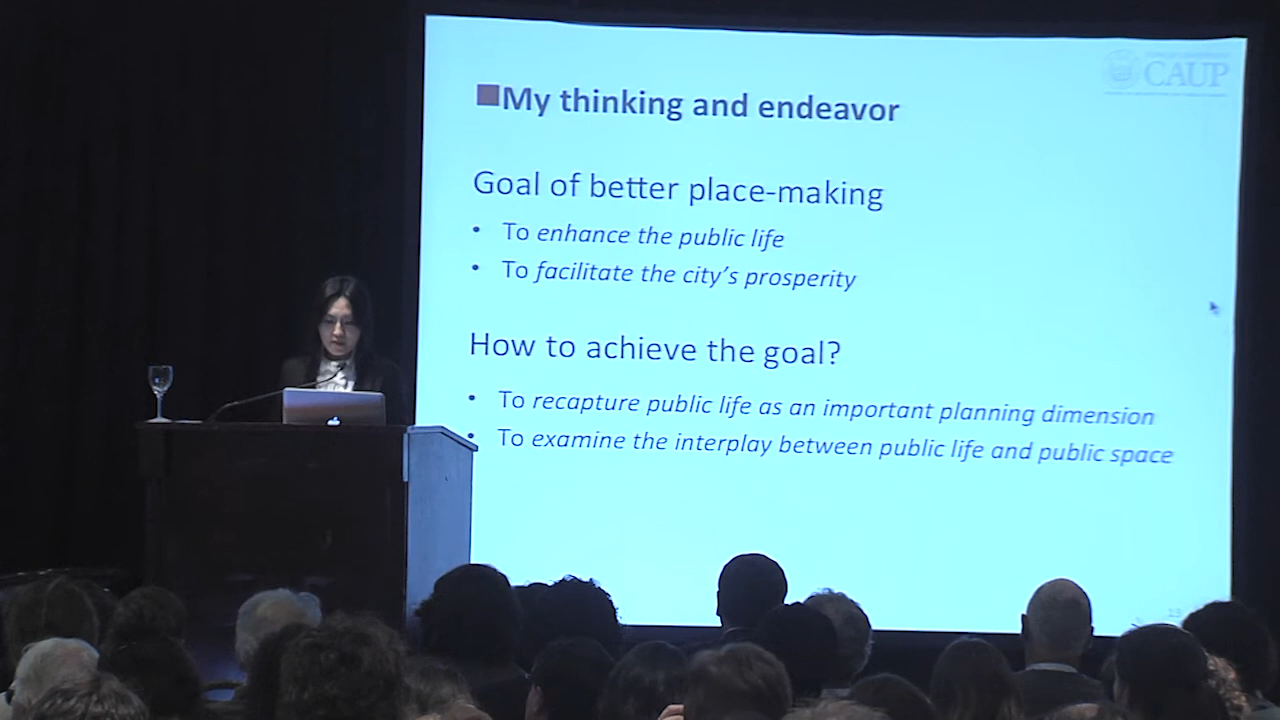 CAUP
■My thinking and endeavor
Goal of better place-making
• To enhance the public life
• To facilitate the city's prosperity
How to achieve the goal?
• To recapture public life as an important planning dimension
• To examine the interplay between public life and public space
13